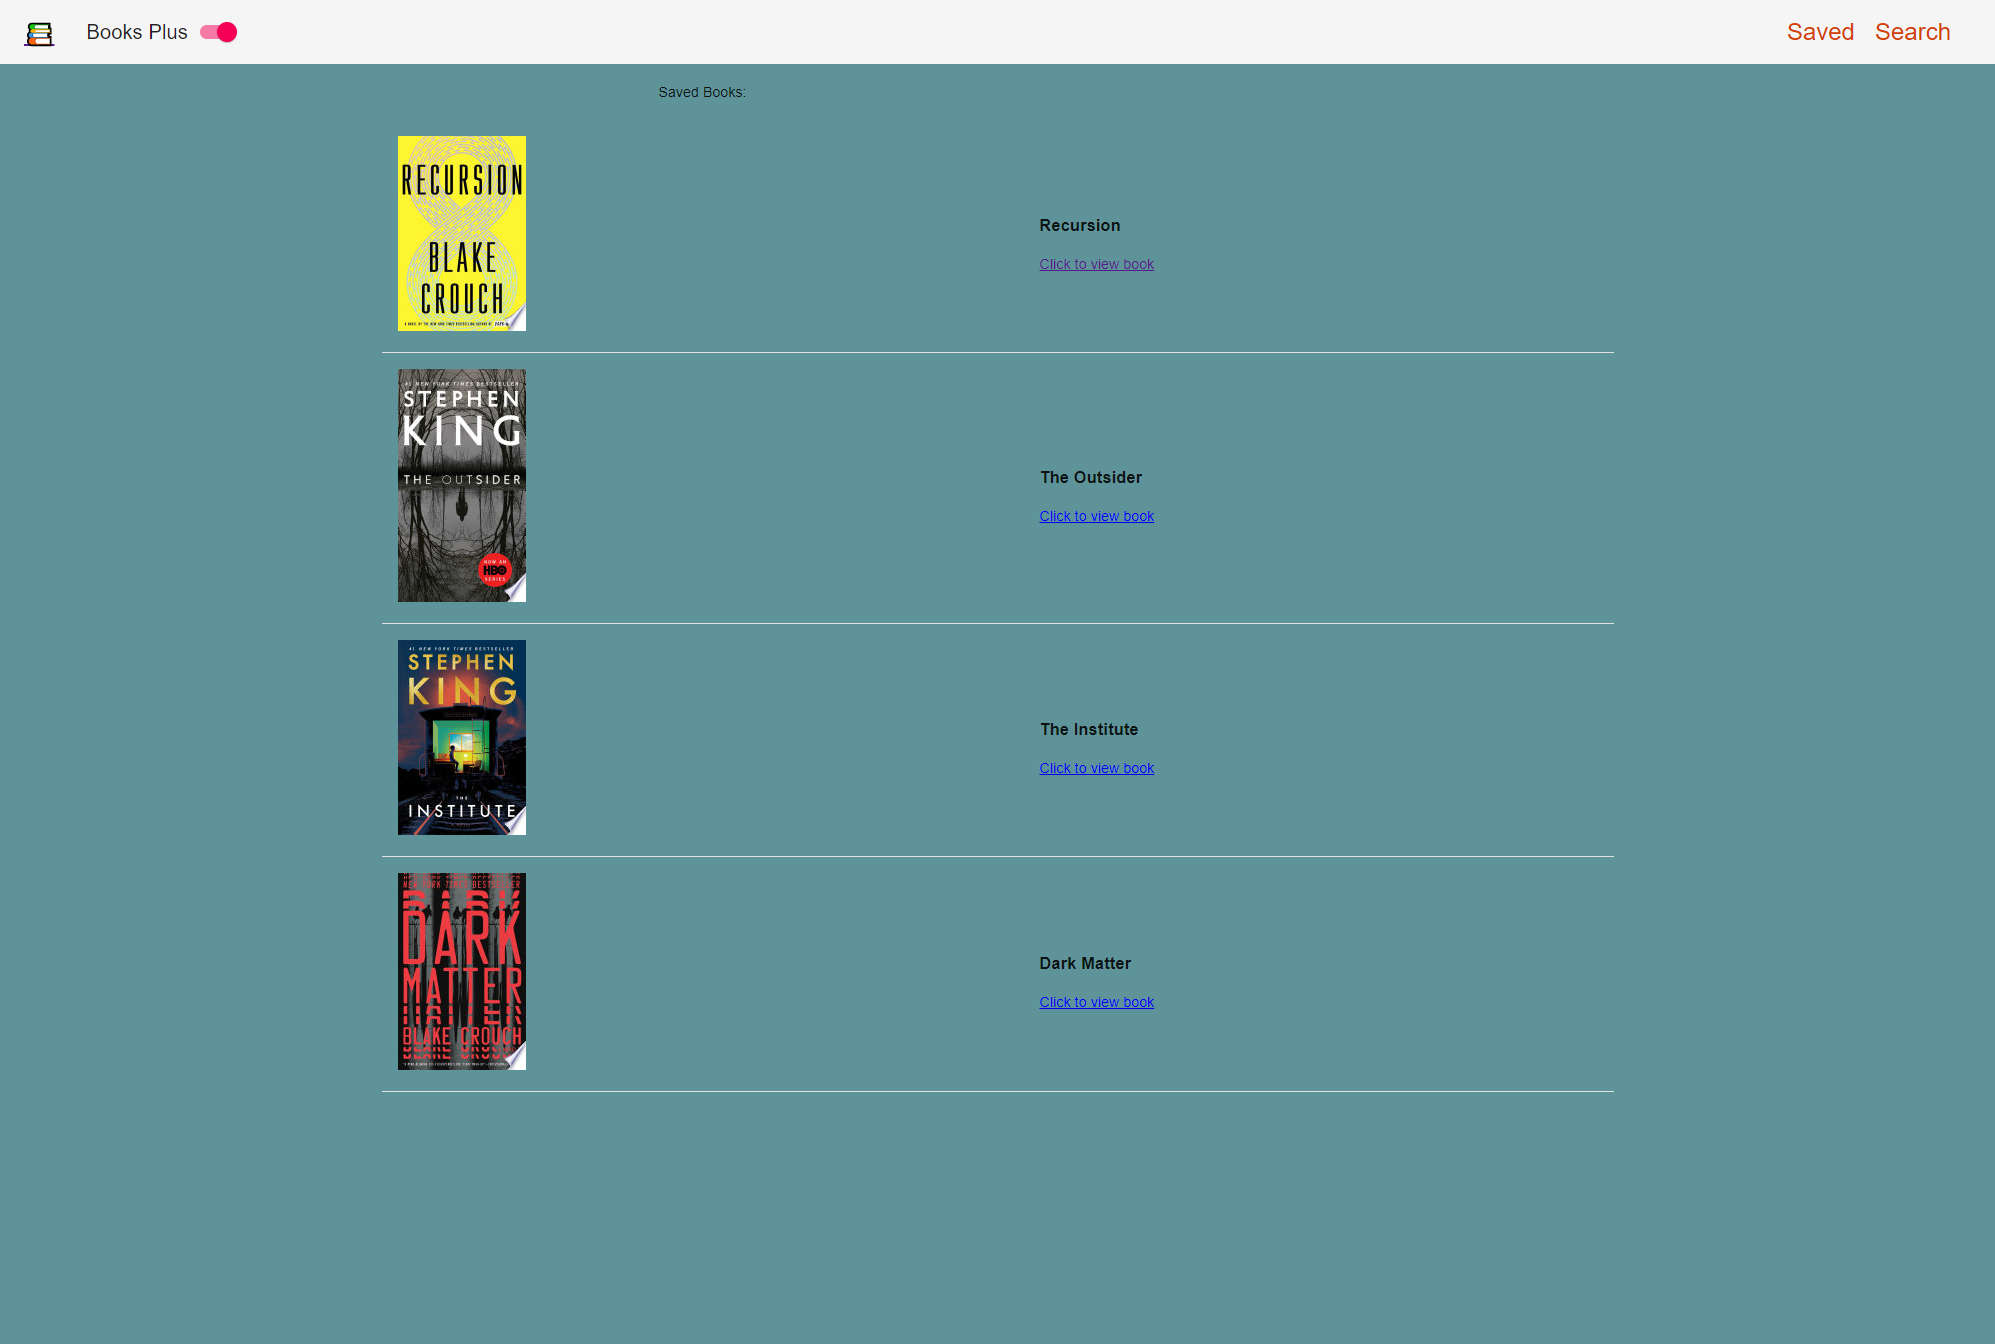 Books Plus
Saved Search
Saved Books:
RECURSION
BLAKE
CROUCH
Recursion
Click to view book
#1 NEW YORK TIMES BESTSELLER
STEPHEN
KING
THE OUTSIDER
NOW AN
HBO
SERIES
The Outsider
Click to view book
#1 NEW YORK TIMES BESTSELLER
STEPHEN
KING
THE
INSTITUTE
The Institute
Click to view book
NEW YORK TIMES BESTSELLER
DARK
MATTER
BLAKE CROUCH
Dark Matter
Click to view book